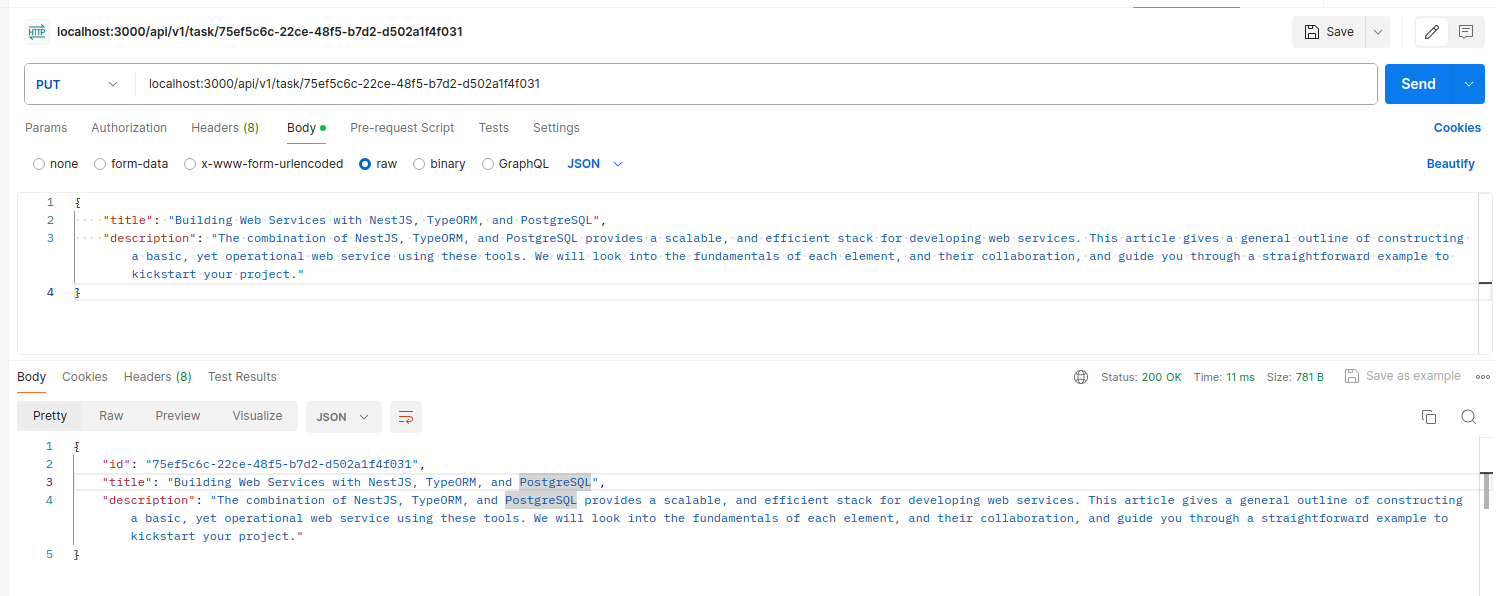 HTTP localhost:3000/api/v1/task/75ef5c6c-22ce-48f5-b7d2-d502a1f4f031 Save
PUT localhost:3000/api/v1/task/75ef5c6c-22ce-48f5-b7d2-d502a1f4f031 Send
Params Authorization Headers (8) Body Pre-request Script Tests Settings Cookies
none form-data x-www-form-urlencoded raw binary GraphQL JSON Beautify
1 {
2 "title": "Building Web Services with NestJS, TypeORM, and PostgreSQL",
3 "description": "The combination of NestJS, TypeORM, and PostgreSQL provides a scalable, and efficient stack for developing web services. This article gives a general outline of constructing
a basic, yet operational web service using these tools. We will look into the fundamentals of each element, and their collaboration, and guide you through a straightforward example to
kickstart your project."
4 }
Body Cookies Headers (8) Test Results Status: 200 OK Time: 11 ms Size: 781 B Save as example
Pretty Raw Preview Visualize JSON
1 {
2 "id": "75ef5c6c-22ce-48f5-b7d2-d502a1f4f031",
3 "title": "Building Web Services with NestJS, TypeORM, and PostgreSQL",
4 "description": "The combination of NestJS, TypeORM, and PostgreSQL provides a scalable, and efficient stack for developing web services. This article gives a general outline of constructing
a basic, yet operational web service using these tools. We will look into the fundamentals of each element, and their collaboration, and guide you through a straightforward example to
kickstart your project."
5 }